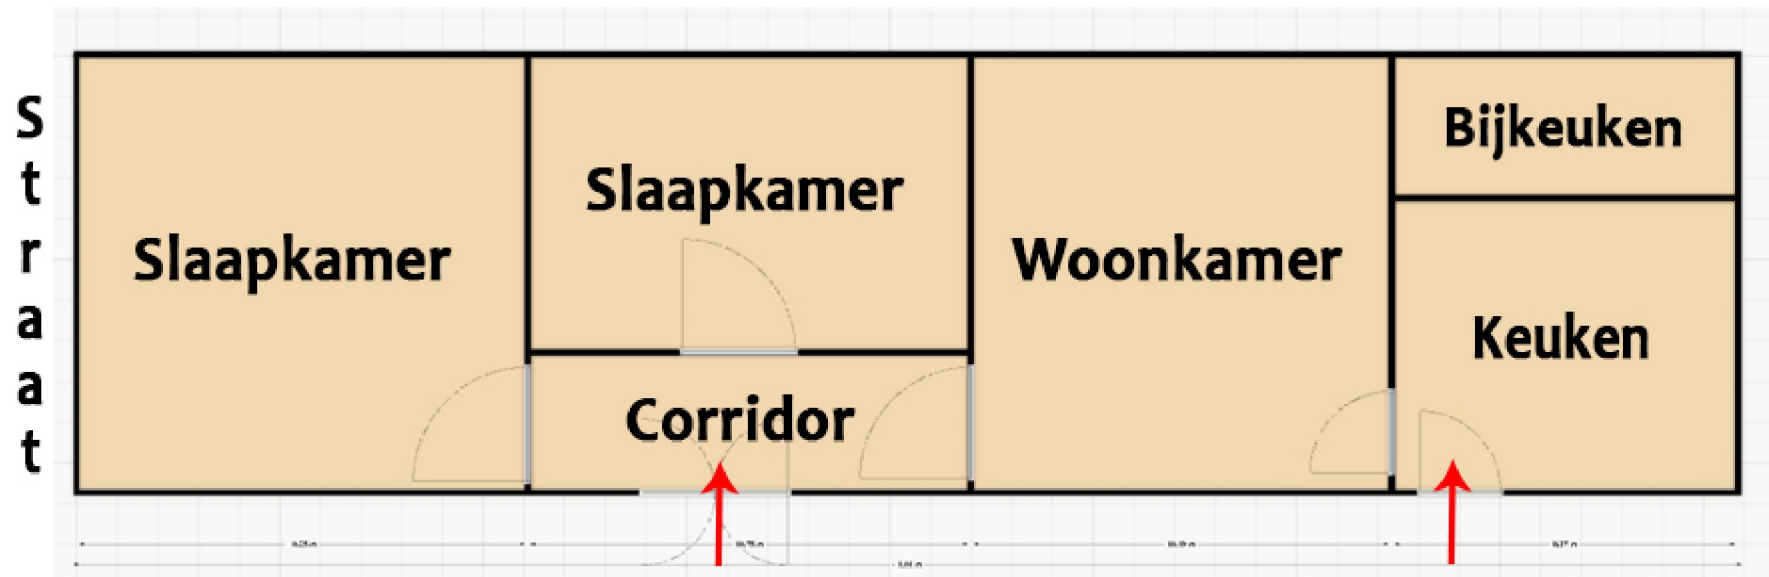 Straat
Slaapkamer
Slaapkamer
Corridor
Woonkamer
Bijkeuken
Keuken